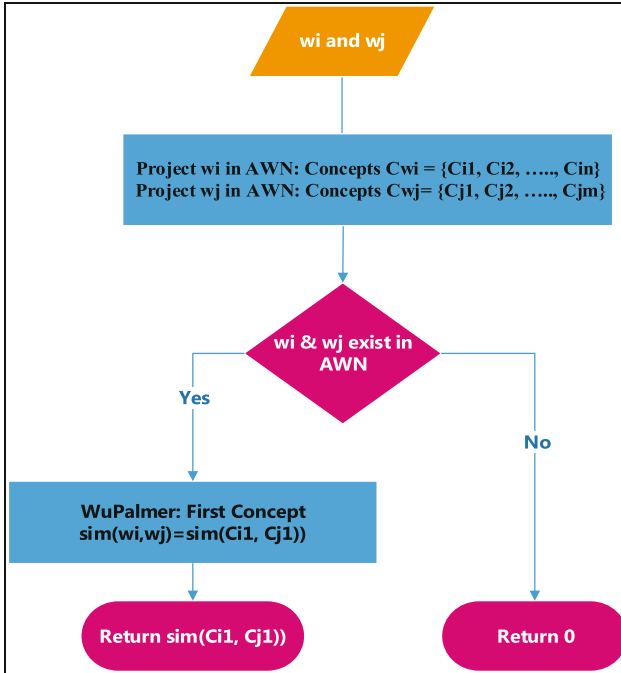 wi and wj
Project wi in AWN: Concepts Cwi = {Ci1, Ci2, ....., Cin}
Project wj in AWN: Concepts Cwj= {Cj1, Cj2, ....., Cjm}
wi & wj exist in
AWN
Yes
No
WuPalmer: First Concept
sim(wi,wj)=sim(Ci1, Cj1))
Return sim(Ci1, Cj1))
Return 0